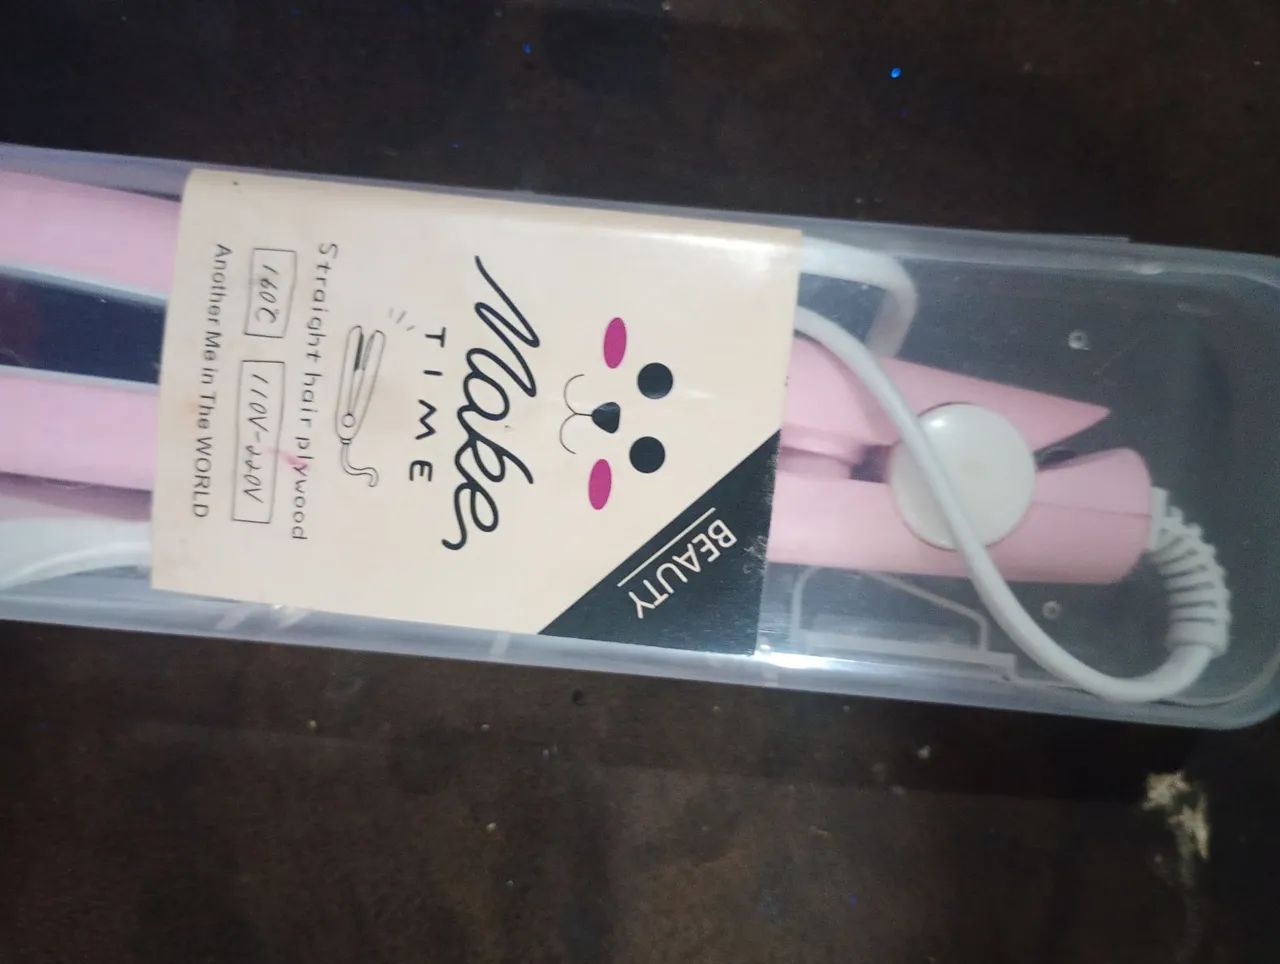 BEAUTY
Make
TIME
Straight hair plywood
160℃ 110V-220V
Another Me in The WORLD